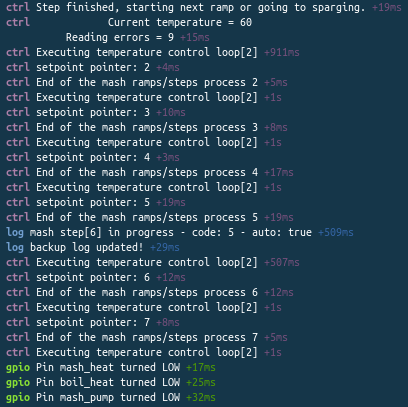 ctrl Step finished, starting next ramp or going to sparging. +19ms
ctrl Current temperature = 60
Reading errors = 9 +15ms
ctrl Executing temperature control loop[2] +911ms
ctrl setpoint pointer: 2 +4ms
ctrl End of the mash ramps/steps process 2 +5ms
ctrl Executing temperature control loop[2] +1s
ctrl setpoint pointer: 3 +10ms
ctrl End of the mash ramps/steps process 3 +8ms
ctrl Executing temperature control loop[2] +1s
ctrl setpoint pointer: 4 +3ms
ctrl End of the mash ramps/steps process 4 +17ms
ctrl Executing temperature control loop[2] +1s
ctrl setpoint pointer: 5 +19ms
ctrl End of the mash ramps/steps process 5 +19ms
log mash step[6] in progress - code: 5 - auto: true +509ms
log backup log updated! +29ms
ctrl Executing temperature control loop[2] +507ms
ctrl setpoint pointer: 6 +12ms
ctrl End of the mash ramps/steps process 6 +12ms
ctrl Executing temperature control loop[2] +1s
ctrl setpoint pointer: 7 +8ms
ctrl End of the mash ramps/steps process 7 +5ms
ctrl Executing temperature control loop[2] +1s
gpio Pin mash_heat turned LOW +17ms
gpio Pin boil_heat turned LOW +25ms
gpio Pin mash_pump turned LOW +32ms